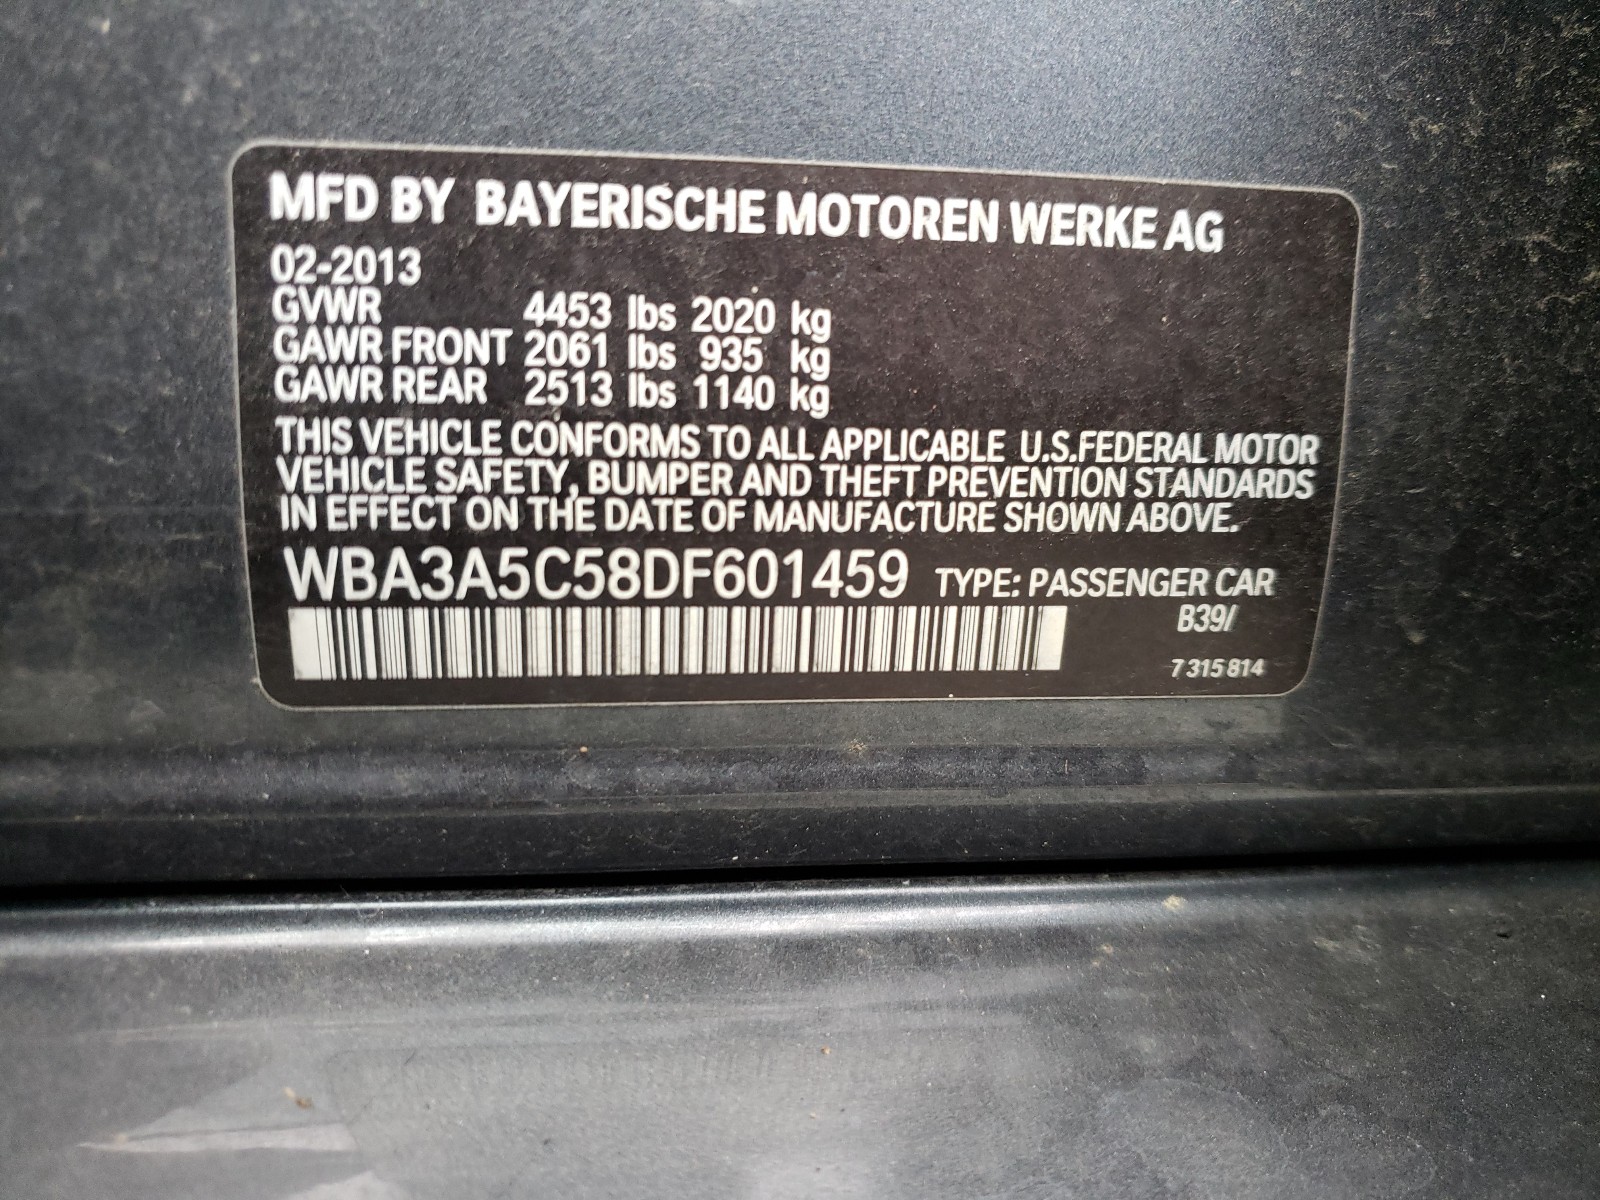 MFD BY BAYERISCHE MOTOREN WERKE AG
02-2013
GVWR 4453 lbs 2020 kg
GAWR FRONT 2061 lbs 935 kg
GAWR REAR 2513 lbs 1140 kg
THIS VEHICLE CONFORMS TO ALL APPLICABLE U.S.FEDERAL MOTOR
VEHICLE SAFETY, BUMPER AND THEFT PREVENTION STANDARDS
IN EFFECT ON THE DATE OF MANUFACTURE SHOWN ABOVE.
WBA3A5C58DF601459 TYPE: PASSENGER CAR
B39/
7 315 814